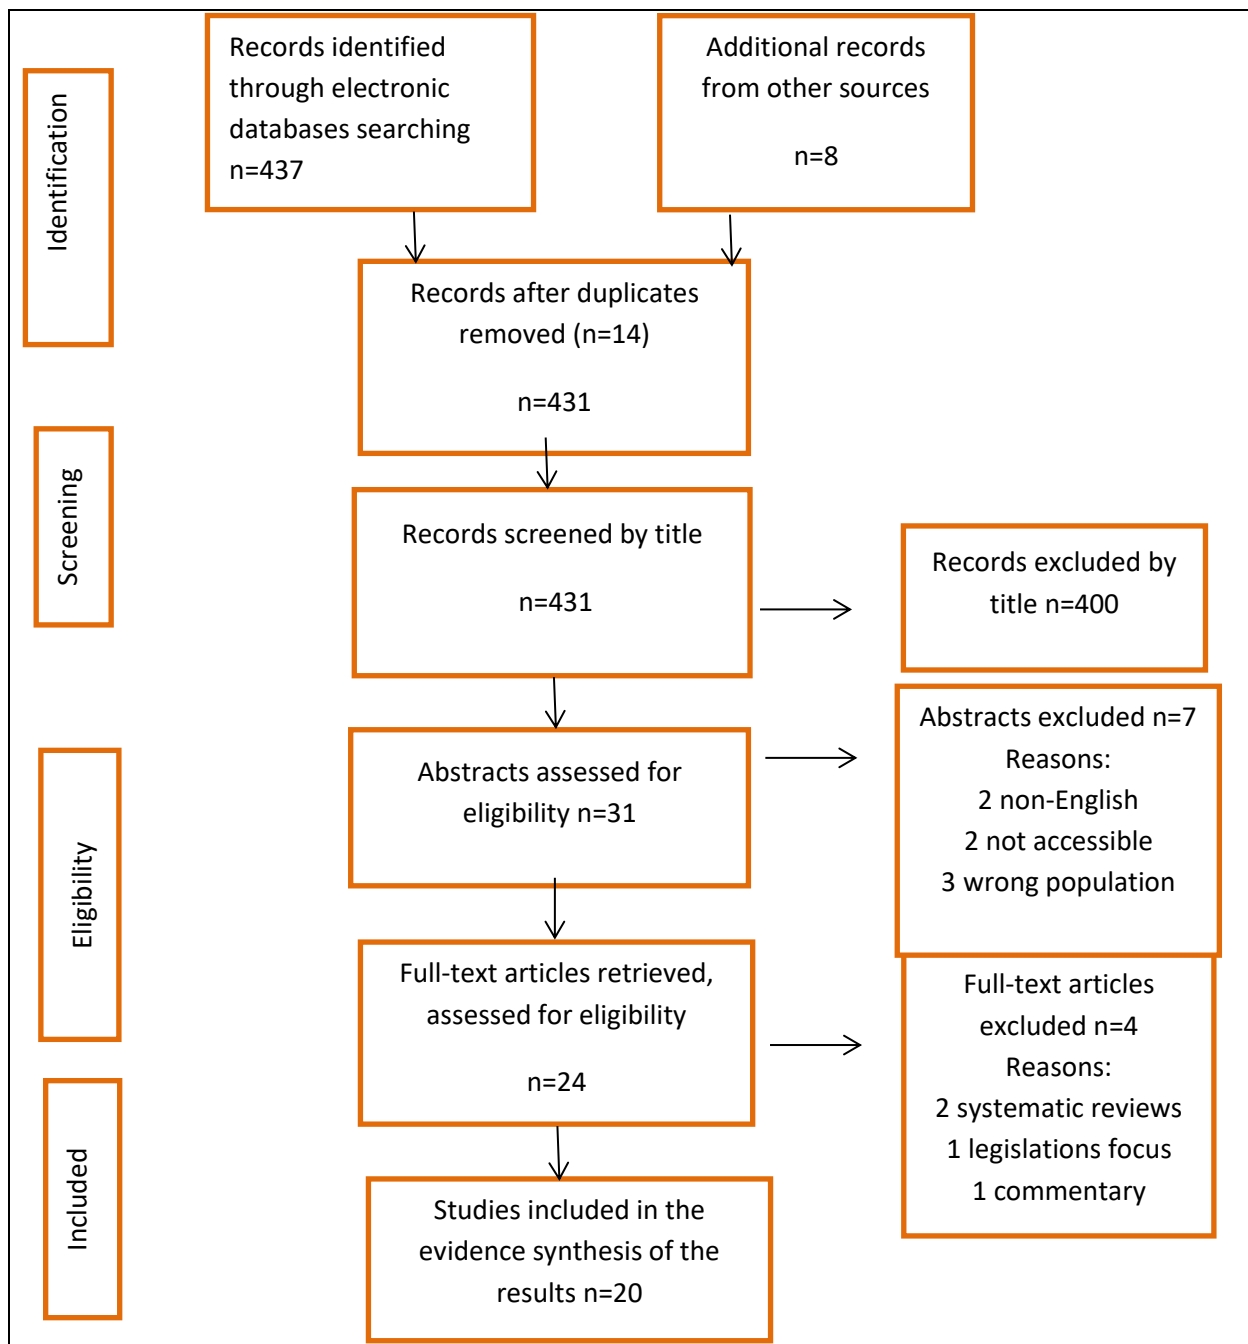 Identification
Records identified
through electronic
databases searching
n=437
Additional records
from other sources
n=8
Records after duplicates
removed (n=14)
n=431
Screening
Records screened by title
n=431
Records excluded by
title n=400
Eligibility
Abstracts assessed for
eligibility n=31
Abstracts excluded n=7
Reasons:
2 non-English
2 not accessible
3 wrong population
Full-text articles retrieved,
assessed for eligibility
n=24
Full-text articles
excluded n=4
Reasons:
2 systematic reviews
1 legislations focus
1 commentary
Included
Studies included in the
evidence synthesis of the
results n=20